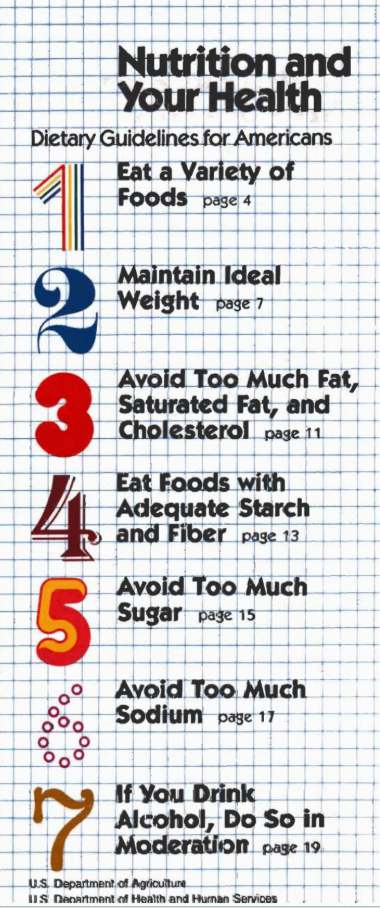 Nutrition and
Your Health
Dietary Guidelines for Americans
1 Eat a Variety of
Foods page 4
2 Maintain Ideal
Weight page 7
3 Avoid Too Much Fat,
Saturated Fat, and
Cholesterol page 11
4 Eat Foods with
Adequate Starch
and Fiber page 13
5 Avoid Too Much
Sugar page 15
6 Avoid Too Much
Sodium page 17
7 If You Drink
Alcohol, Do So in
Moderation page 19
U.S. Department of Agriculture
U.S. Department of Health and Human Services